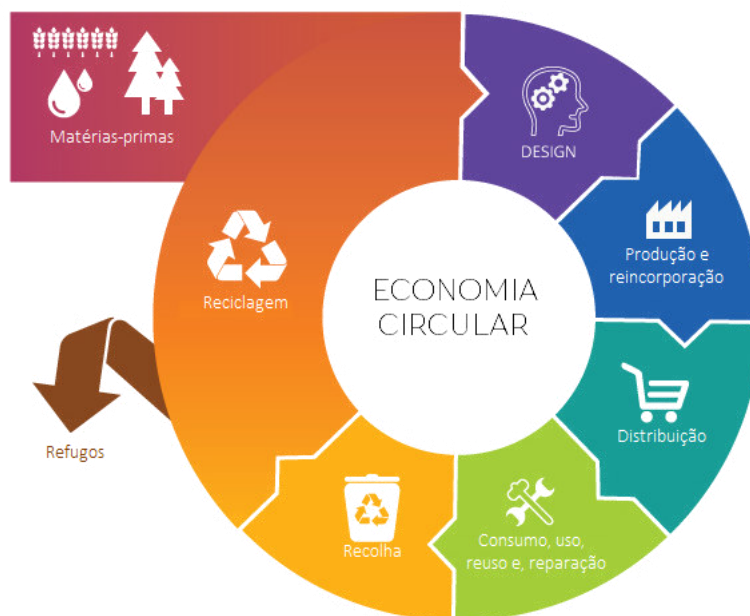 Matérias-primas
DESIGN
Produção e
reincorporação
Distribuição
Consumo, uso,
reuso e, reparação
Recolha
Reciclagem
Refugos
ECONOMIA
CIRCULAR